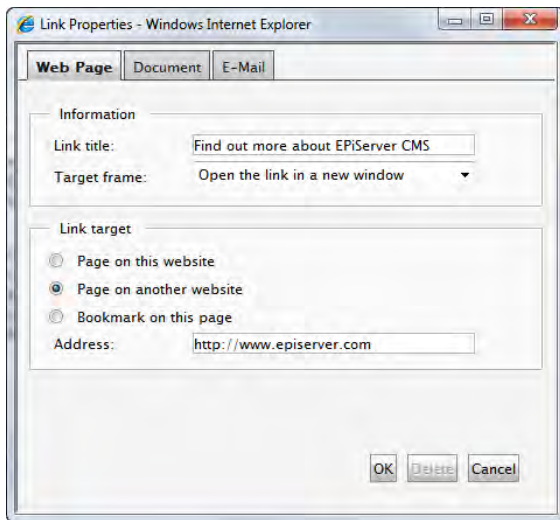 Link Properties - Windows Internet Explorer
Web Page Document E-Mail
Information
Link title: Find out more about EPiServer CMS
Target frame: Open the link in a new window
Link target
Page on this website
Page on another website
Bookmark on this page
Address: http://www.episerver.com
OK Delete Cancel